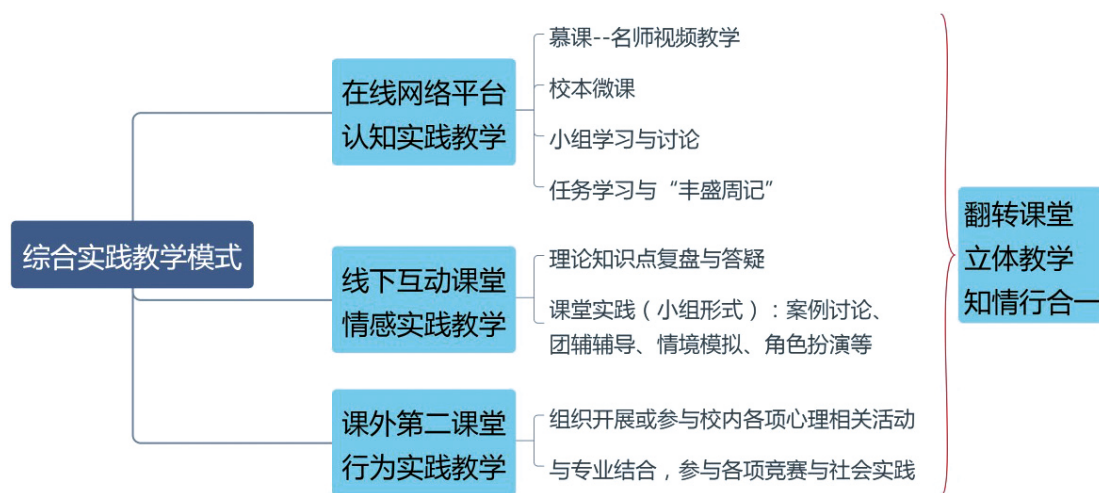 综合实践教学模式
在线网络平台
认知实践教学
慕课--名师视频教学
校本微课
小组学习与讨论
任务学习与“丰盛周记”
线下互动课堂
情感实践教学
理论知识点复盘与答疑
课堂实践（小组形式）：案例讨论、
团辅辅导、情境模拟、角色扮演等
课外第二课堂
行为实践教学
组织开展或参与校内各项心理相关活动
与专业结合，参与各项竞赛与社会实践
翻转课堂
立体教学
知情行合一